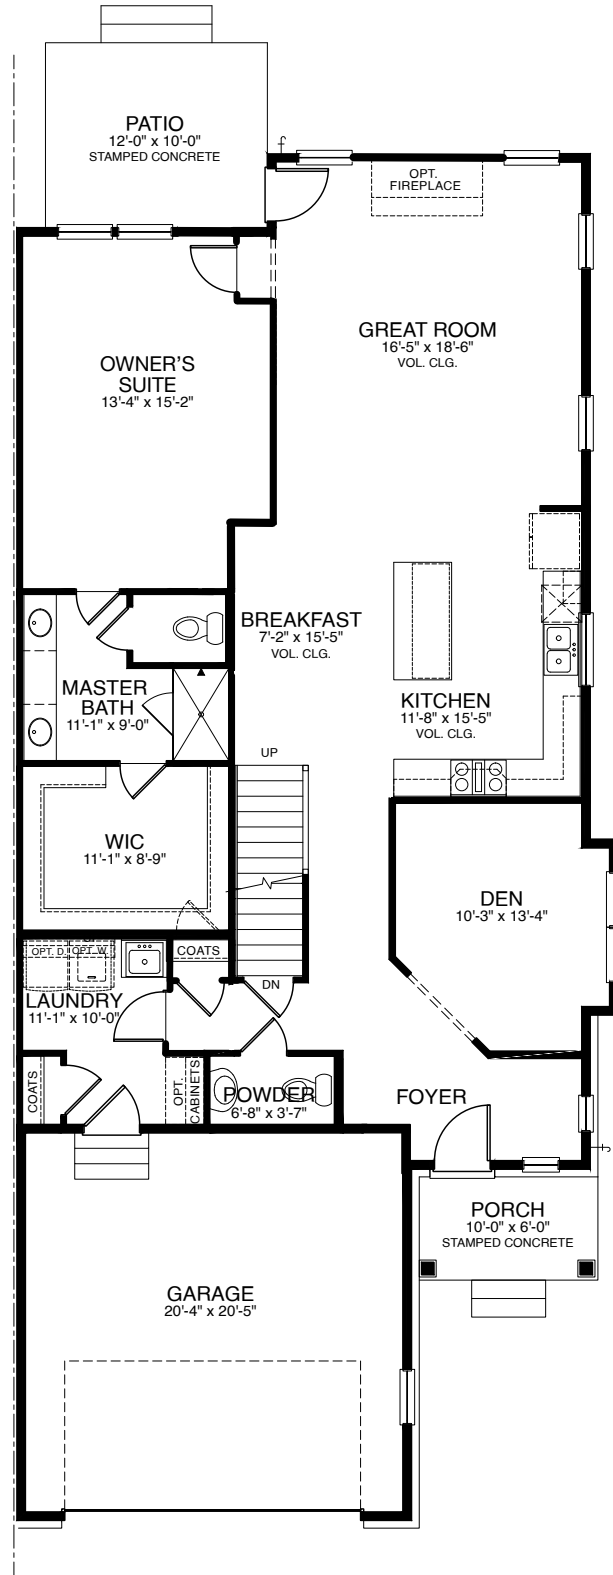 PATIO
12'-0" x 10'-0"
STAMPED CONCRETE
OPT.
FIREPLACE
GREAT ROOM
16'-5" x 18'-6"
VOL. CLG.
OWNER'S
SUITE
13'-4" x 15'-2"
BREAKFAST
7'-2" x 15'-5"
VOL. CLG.
MASTER
BATH
11'-1" x 9'-0"
KITCHEN
11'-8" x 15'-5"
VOL. CLG.
UP
WIC
11'-1" x 8'-9"
DEN
10'-3" x 13'-4"
OPT. D
OPT. W
COATS
LAUNDRY
11'-1" x 10'-0"
DN
COATS
OPT.
CABINETS
POWDER
6'-8" x 3'-7"
FOYER
PORCH
10'-0" x 6'-0"
STAMPED CONCRETE
GARAGE
20'-4" x 20'-5"